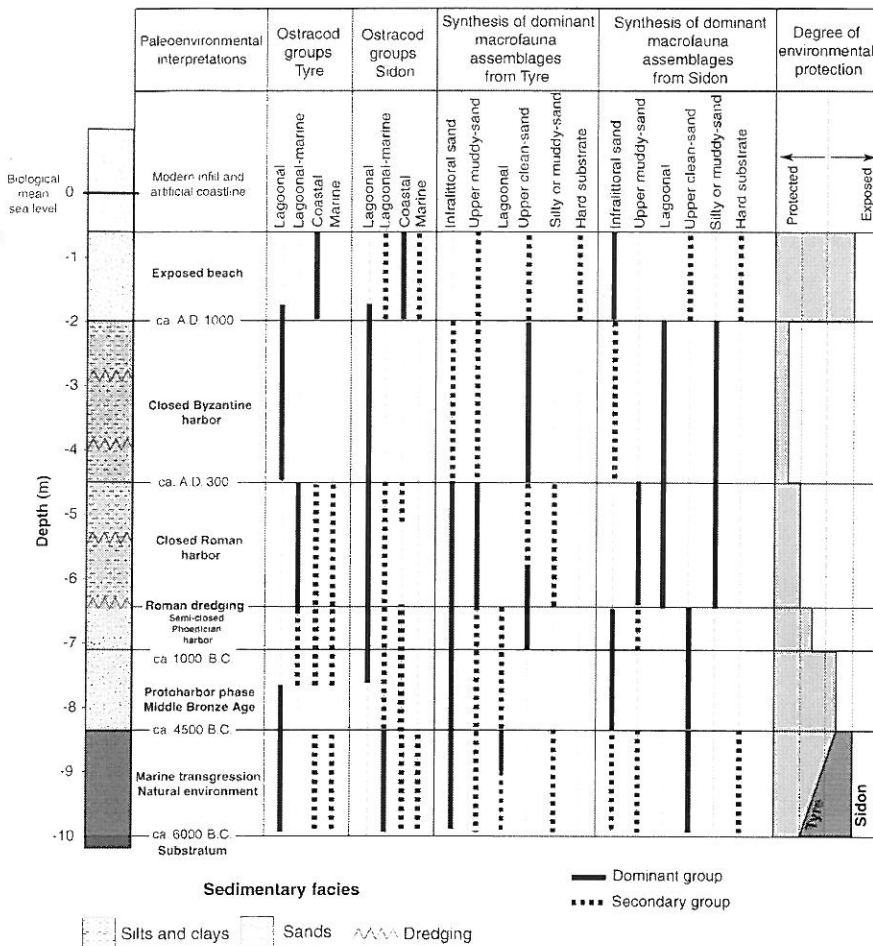 Paleoenvironmental
interpretations
Ostracod
groups
Tyre
Ostracod
groups
Sidon
Synthesis of dominant
macrofauna
assemblages
from Tyre
Synthesis of dominant
macrofauna
assemblages
from Sidon
Degree of
environmental
protection
Biological
mean
sea level
Modern infill and
artificial coastline
Lagoonal
Lagoonal-marine
Coastal
Marine
Lagoonal
Lagoonal-marine
Coastal
Marine
Infralittoral sand
Upper muddy-sand
Lagoonal
Upper clean-sand
Silty or muddy-sand
Hard substrate
Infralittoral sand
Upper muddy-sand
Lagoonal
Upper clean-sand
Silty or muddy-sand
Hard substrate
Protected
Exposed
Depth (m)
0
-1
-2
-3
-4
-5
-6
-7
-8
-9
-10
Exposed beach
ca. A.D. 1000
Closed Byzantine
harbor
ca. A.D. 300
Closed Roman
harbor
Roman dredging
Semi-closed
Phoenician
harbor
ca. 1000 B.C.
Protoharbor phase
Middle Bronze Age
ca. 4500 B.C.
Marine transgression
Natural environment
ca. 6000 B.C.
Substratum
Tyre
Sidon
Sedimentary facies
Silts and clays
Sands
Dredging
Dominant group
Secondary group